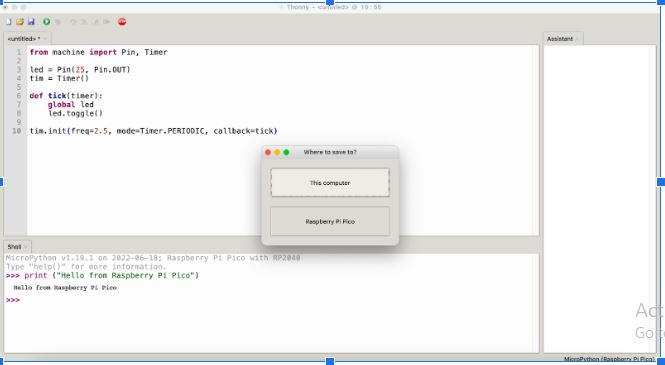 Thonny - <untitled> @ 19:55
<untitled> *
Assistant
1 from machine import Pin, Timer
2
3 led = Pin(25, Pin.OUT)
4 tim = Timer()
5
6 def tick(timer):
7 global led
8 led.toggle()
9
10 tim.init(freq=2.5, mode=Timer.PERIODIC, callback=tick)
Where to save to?
This computer
Raspberry Pi Pico
Shell
MicroPython v1.19.1 on 2022-06-18; Raspberry Pi Pico with RP2040
Type "help()" for more information.
>>> print ("Hello from Raspberry Pi Pico")
Hello from Raspberry Pi Pico
>>>
Act
Go to
MicroPython (Raspberry Pi Pico)